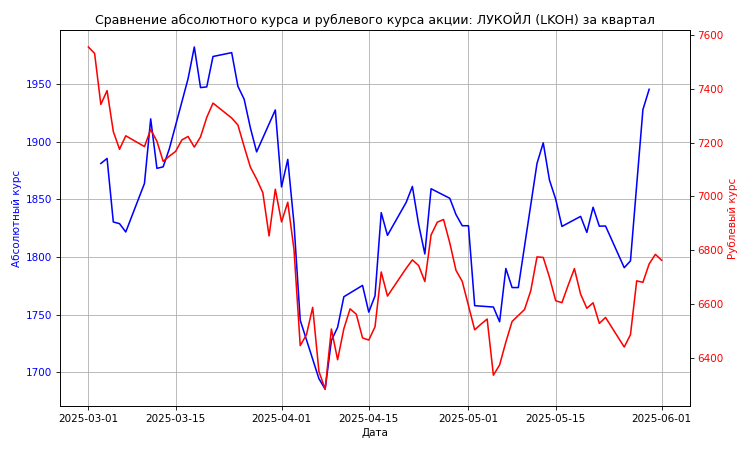 Сравнение абсолютного курса и рублевого курса акции: ЛУКОЙЛ (LKOH) за квартал
7600
1950
7400
1900
7200
1850
7000
Абсолютный курс
Рублевый курс
1800
6800
1750
6600
1700
6400
2025-03-01 2025-03-15 2025-04-01 2025-04-15 2025-05-01 2025-05-15 2025-06-01
Дата